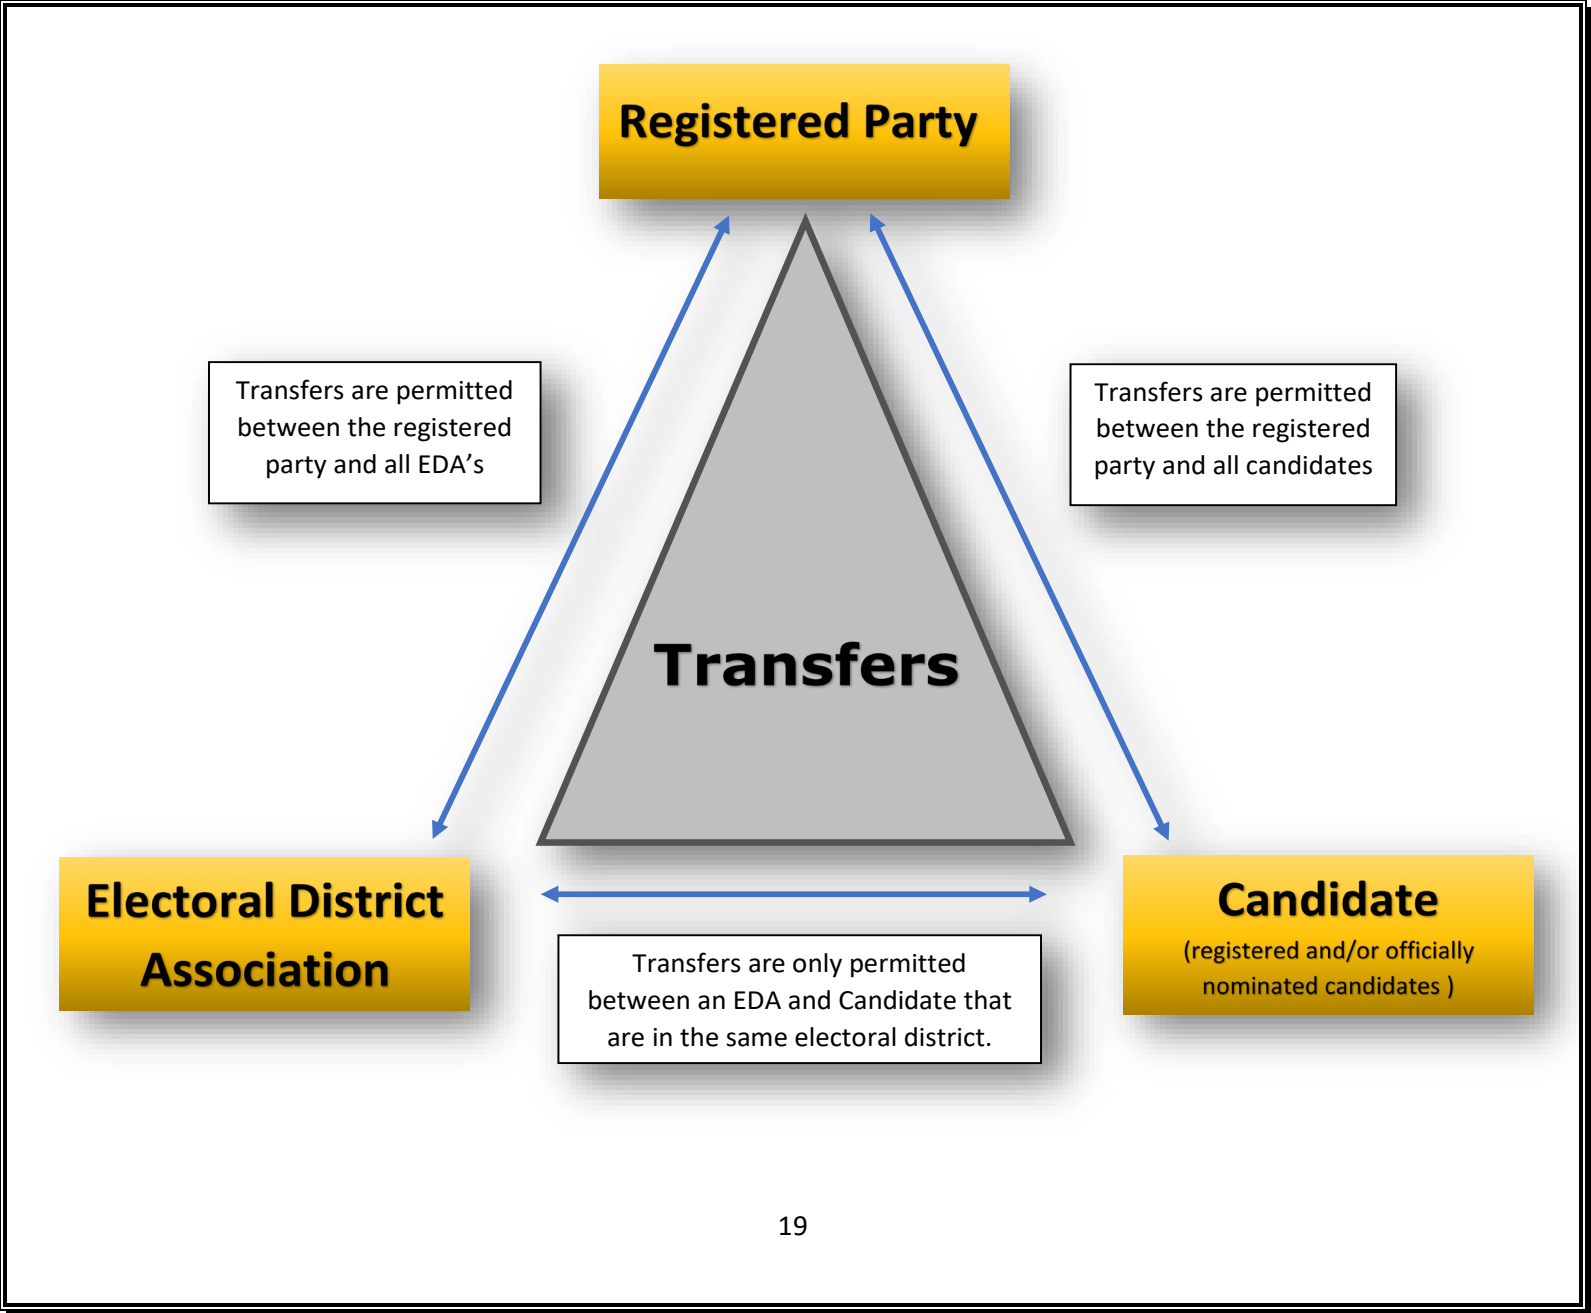 Registered Party
Transfers are permitted
between the registered
party and all EDA’s
Transfers are permitted
between the registered
party and all candidates
Transfers
Electoral District
Association
Candidate
(registered and/or officially
nominated candidates )
Transfers are only permitted
between an EDA and Candidate that
are in the same electoral district.
19